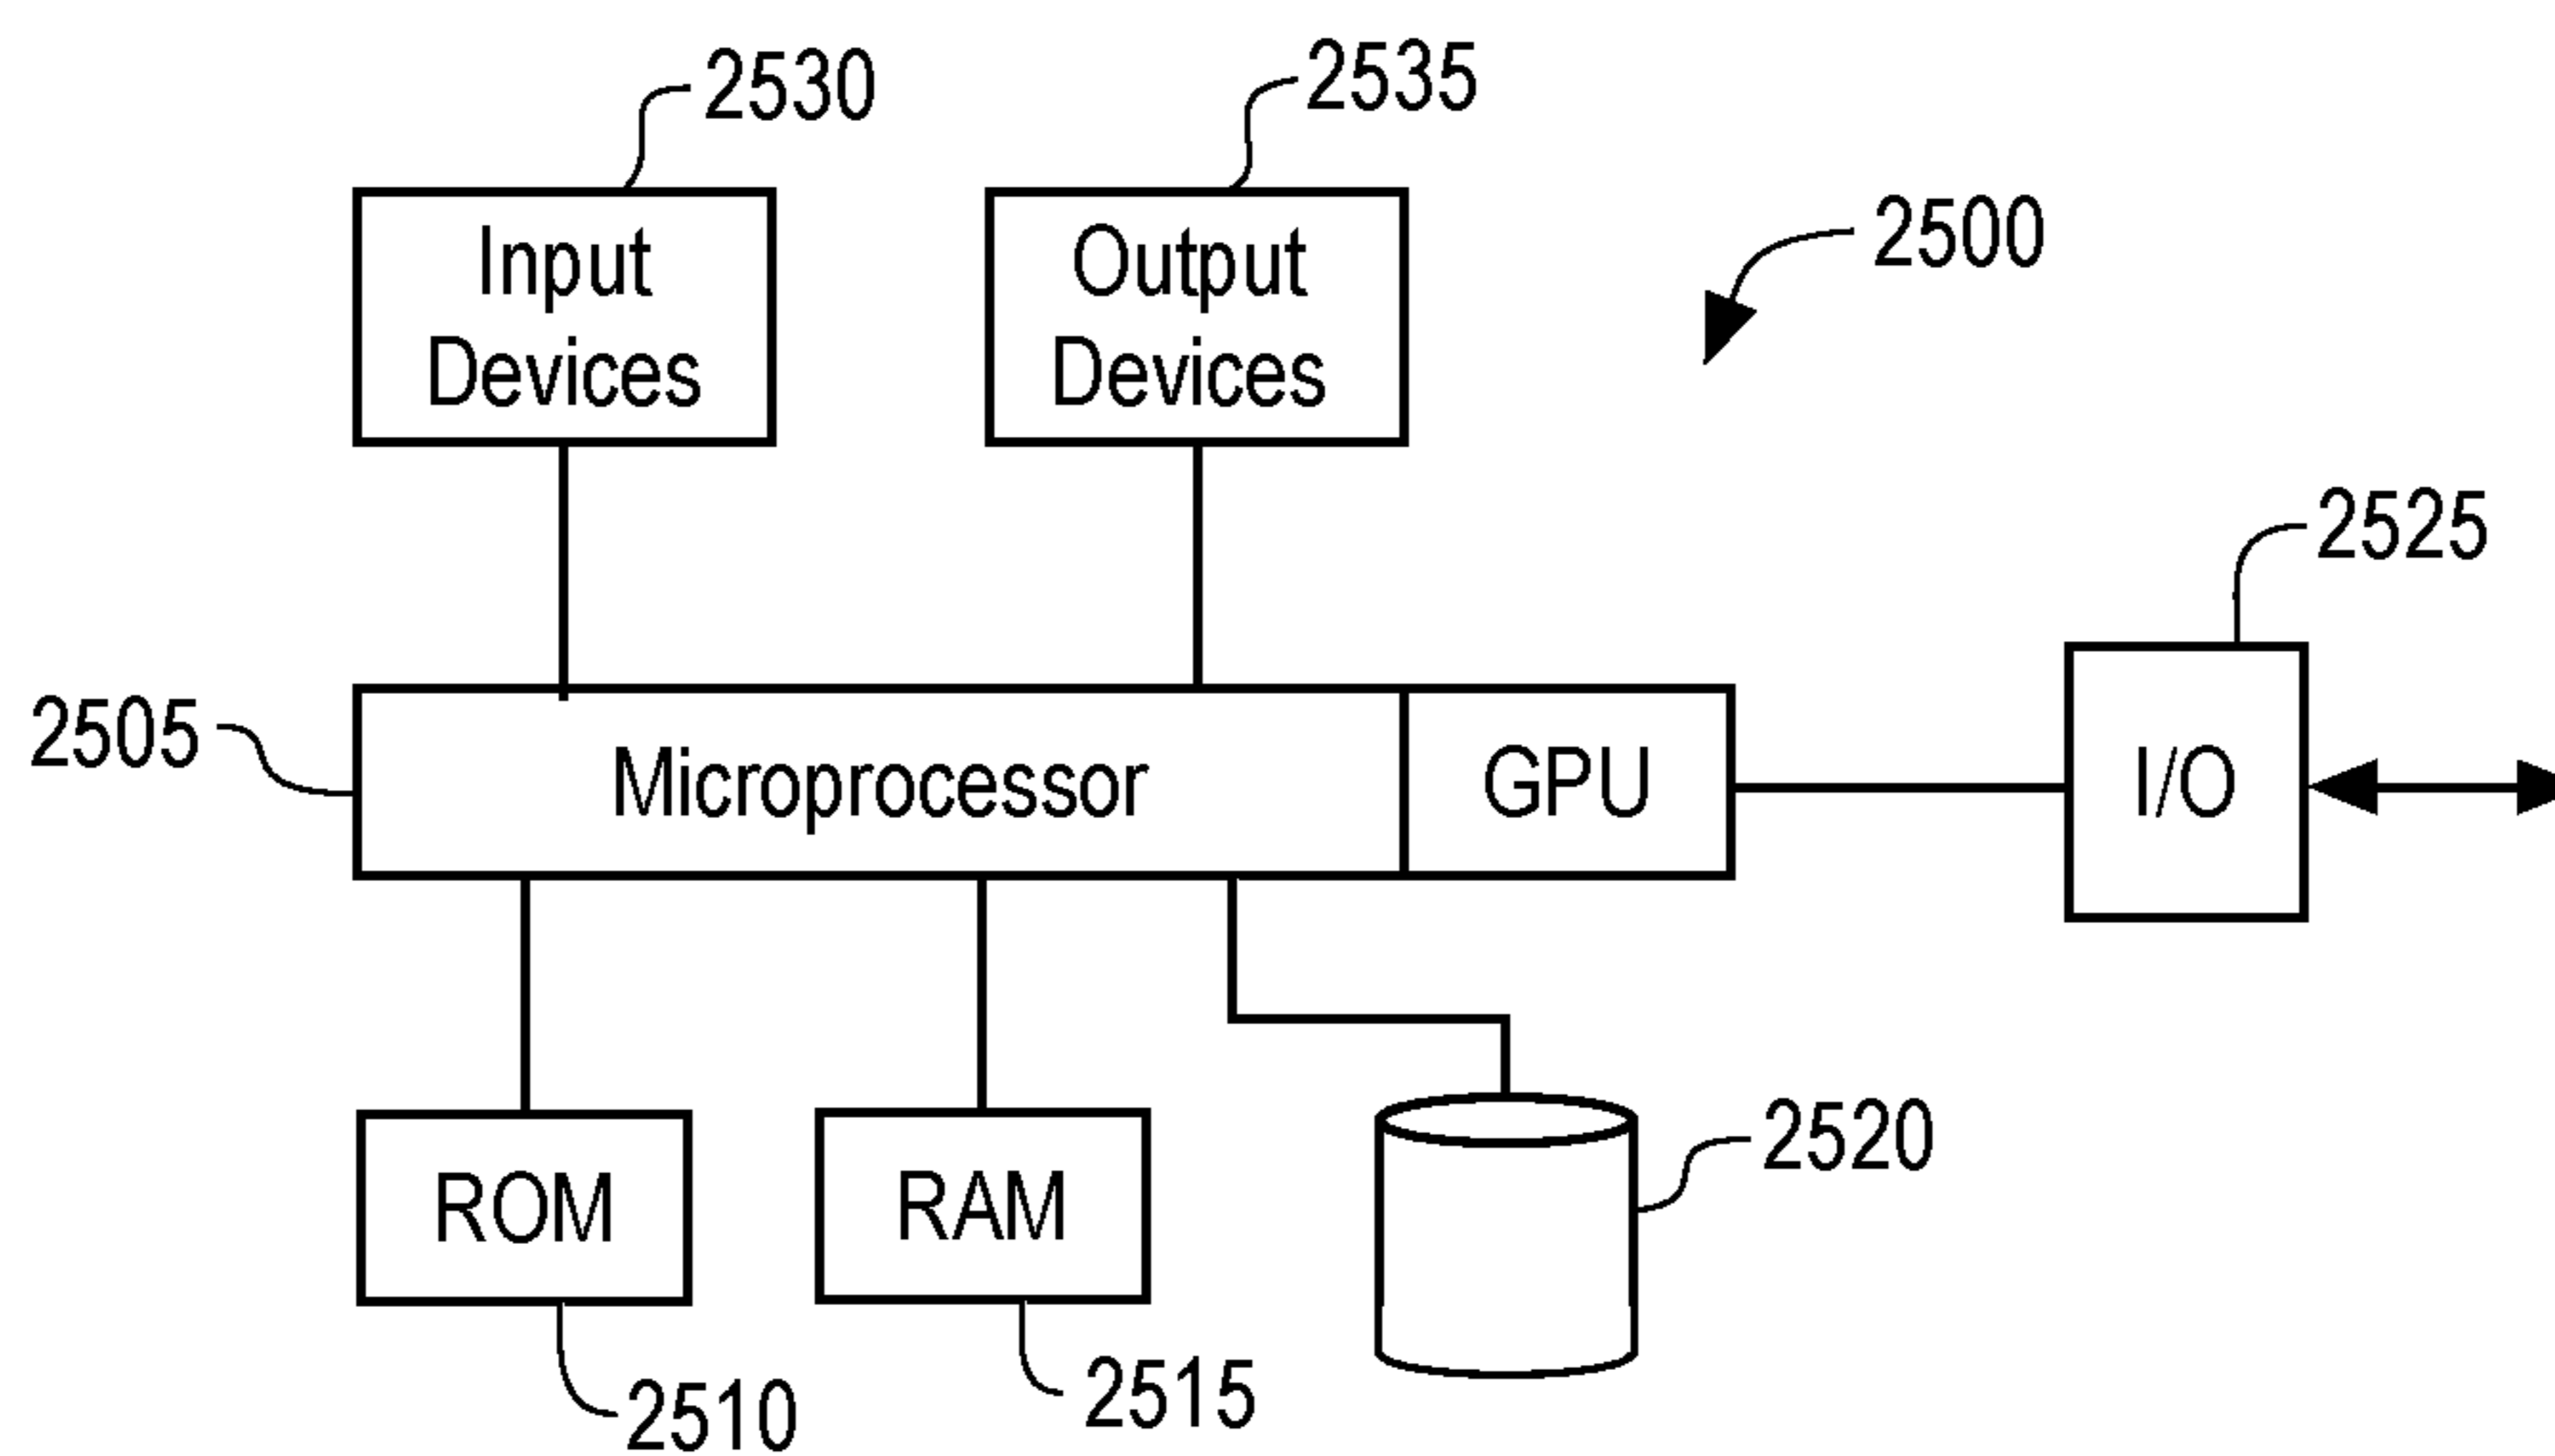 2530
2535
Input
Devices
Output
Devices
2500
2525
2505
Microprocessor
GPU
I/O
ROM
RAM
2520
2510
2515